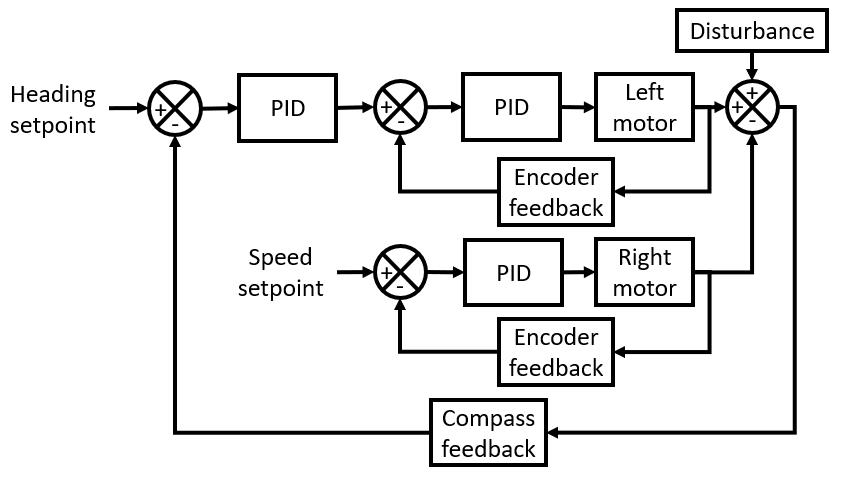 Disturbance
Heading
setpoint
+
-
PID
+
-
PID
Left
motor
+
+
-
Encoder
feedback
Speed
setpoint
+
-
PID
Right
motor
Encoder
feedback
Compass
feedback